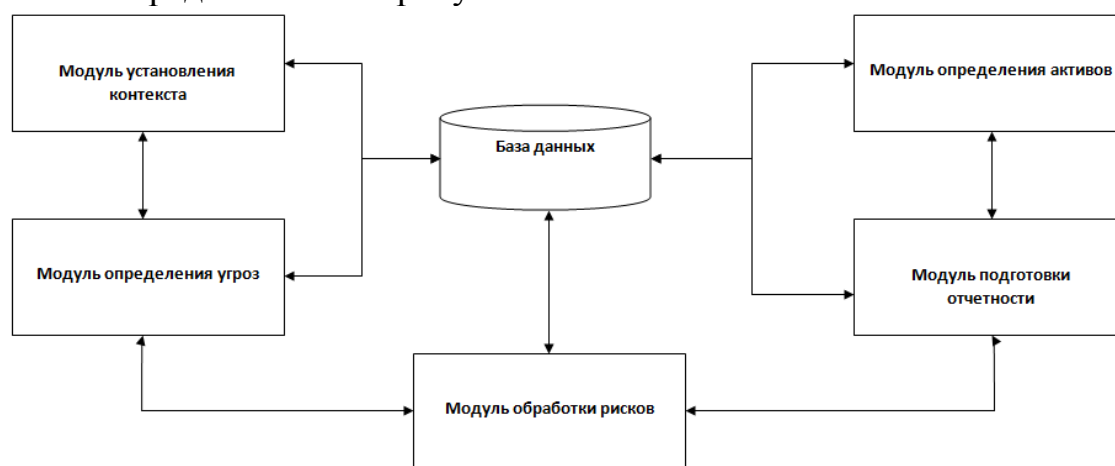 Модуль установления
контекста
Модуль определения активов
База данных
Модуль определения угроз
Модуль подготовки
отчетности
Модуль обработки рисков